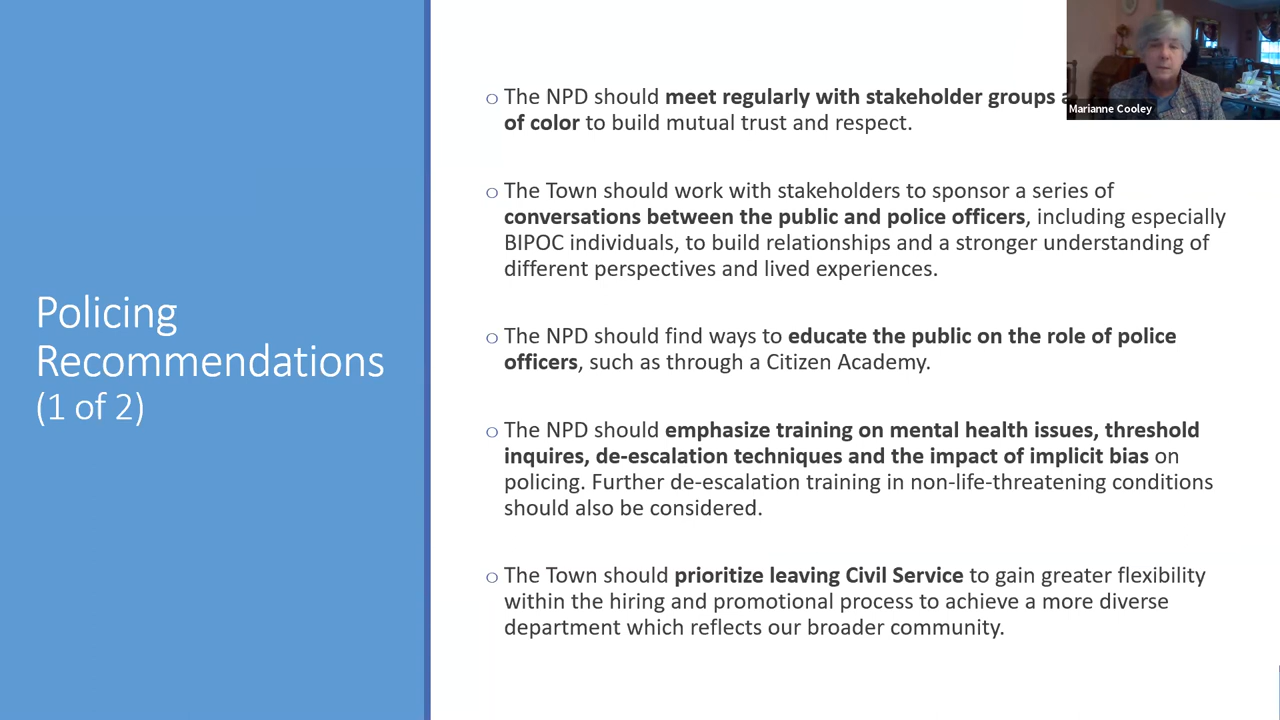 Policing
Recommendations
(1 of 2)
o The NPD should meet regularly with stakeholder groups
of color to build mutual trust and respect.
o The Town should work with stakeholders to sponsor a series of
conversations between the public and police officers, including especially
BIPOC individuals, to build relationships and a stronger understanding of
different perspectives and lived experiences.
o The NPD should find ways to educate the public on the role of police
officers, such as through a Citizen Academy.
o The NPD should emphasize training on mental health issues, threshold
inquires, de-escalation techniques and the impact of implicit bias on
policing. Further de-escalation training in non-life-threatening conditions
should also be considered.
o The Town should prioritize leaving Civil Service to gain greater flexibility
within the hiring and promotional process to achieve a more diverse
department which reflects our broader community.
Marianne Cooley